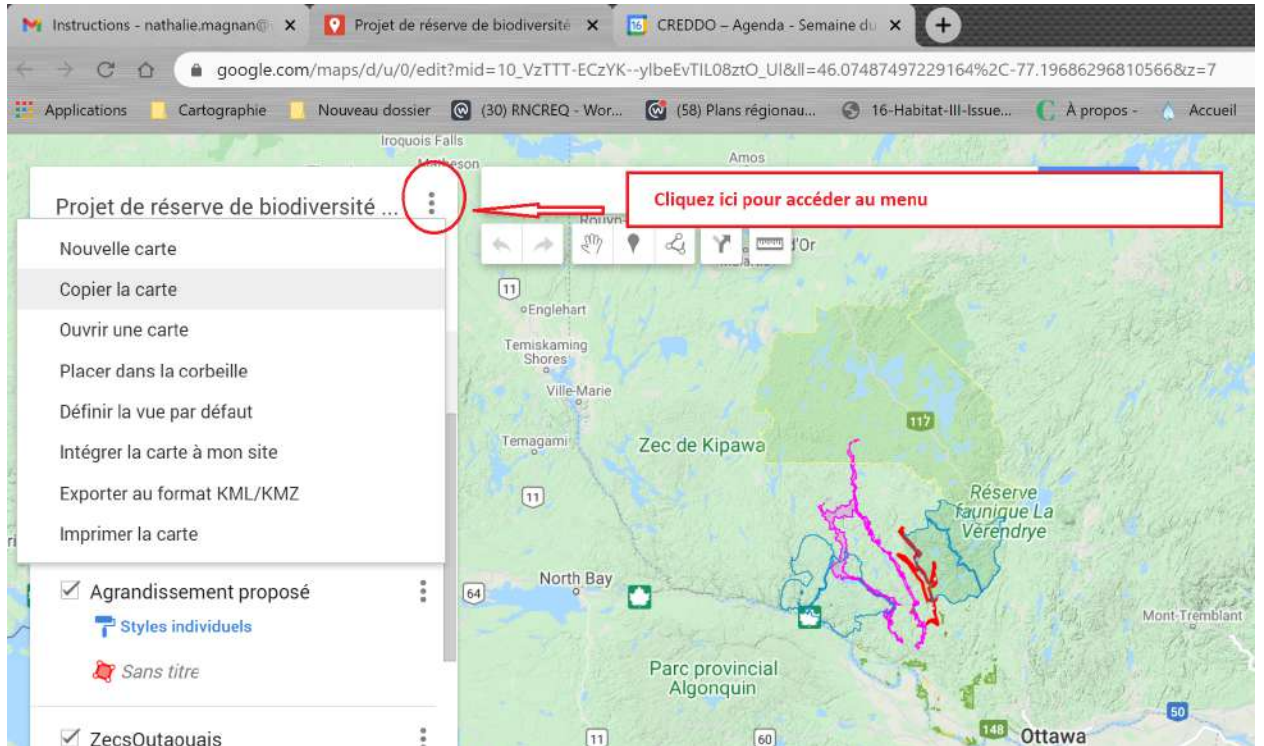 Instructions - nathalie.magnan@
Projet de réserve de biodiversité
16
CREDDO – Agenda - Semaine du
google.com/maps/d/u/0/edit?mid=10_VzTTT-ECzYK--ylbeEvTIL08ztO_UI&ll=46.07487497229164%2C-77.19686296810566&z=7
Applications
Cartographie
Nouveau dossier
(30) RNCREQ - Wor...
(58) Plans régionau...
16-Habitat-III-Issue...
À propos -
Accueil
Iroquois Falls
Amos
Projet de réserve de biodiversité ...
Cliquez ici pour accéder au menu
Nouvelle carte
Copier la carte
Ouvrir une carte
Placer dans la corbeille
Définir la vue par défaut
Intégrer la carte à mon site
Exporter au format KML/KMZ
Imprimer la carte
d'Or
11
Englehart
Temiskaming
Shores
Ville-Marie
Temagami
Zec de Kipawa
117
11
Réserve
faunique La
Vérendrye
Agrandissement proposé
Styles individuels
Sans titre
64
North Bay
Mont-Tremblant
Parc provincial
Algonquin
50
ZecsOutaouais
11
60
148
Ottawa